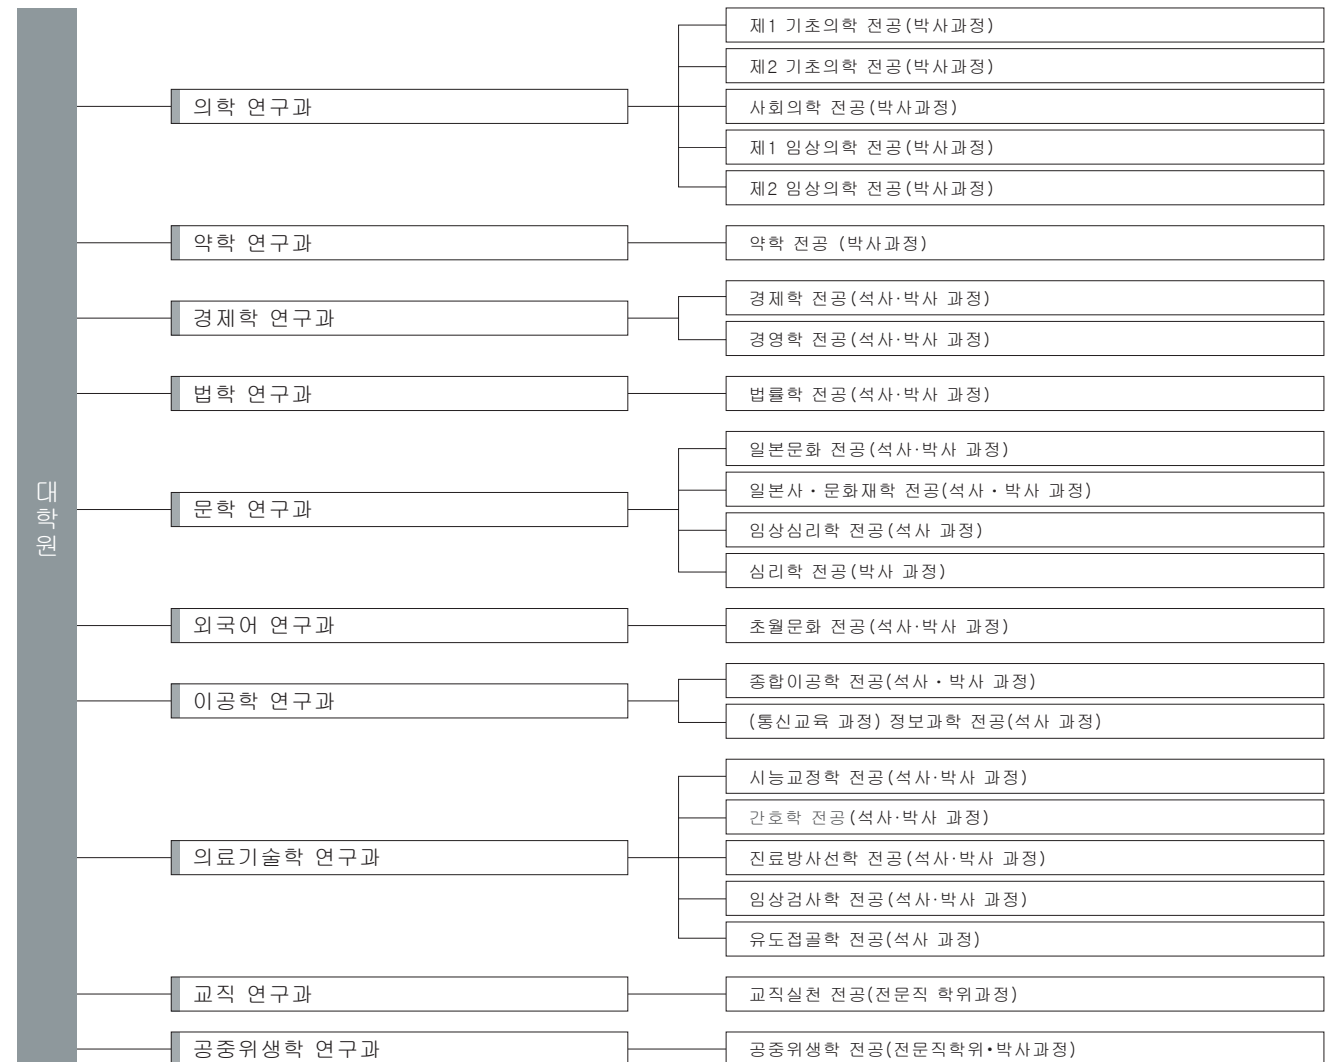 대학원
의학 연구과
제1 기초의학 전공(박사과정)
제2 기초의학 전공(박사과정)
사회의학 전공(박사과정)
제1 임상의학 전공(박사과정)
제2 임상의학 전공(박사과정)
약학 연구과
약학 전공 (박사과정)
경제학 연구과
경제학 전공(석사·박사 과정)
경영학 전공(석사·박사 과정)
법학 연구과
법률학 전공(석사·박사 과정)
문학 연구과
일본문화 전공(석사·박사 과정)
일본사・문화재학 전공(석사・박사 과정)
임상심리학 전공(석사 과정)
심리학 전공(박사 과정)
외국어 연구과
초월문화 전공(석사·박사 과정)
이공학 연구과
종합이공학 전공(석사・박사 과정)
(통신교육 과정) 정보과학 전공(석사 과정)
의료기술학 연구과
시능교정학 전공(석사·박사 과정)
간호학 전공(석사·박사 과정)
진료방사선학 전공(석사·박사 과정)
임상검사학 전공(석사·박사 과정)
유도접골학 전공(석사 과정)
교직 연구과
교직실천 전공(전문직 학위과정)
공중위생학 연구과
공중위생학 전공(전문직학위•박사과정)